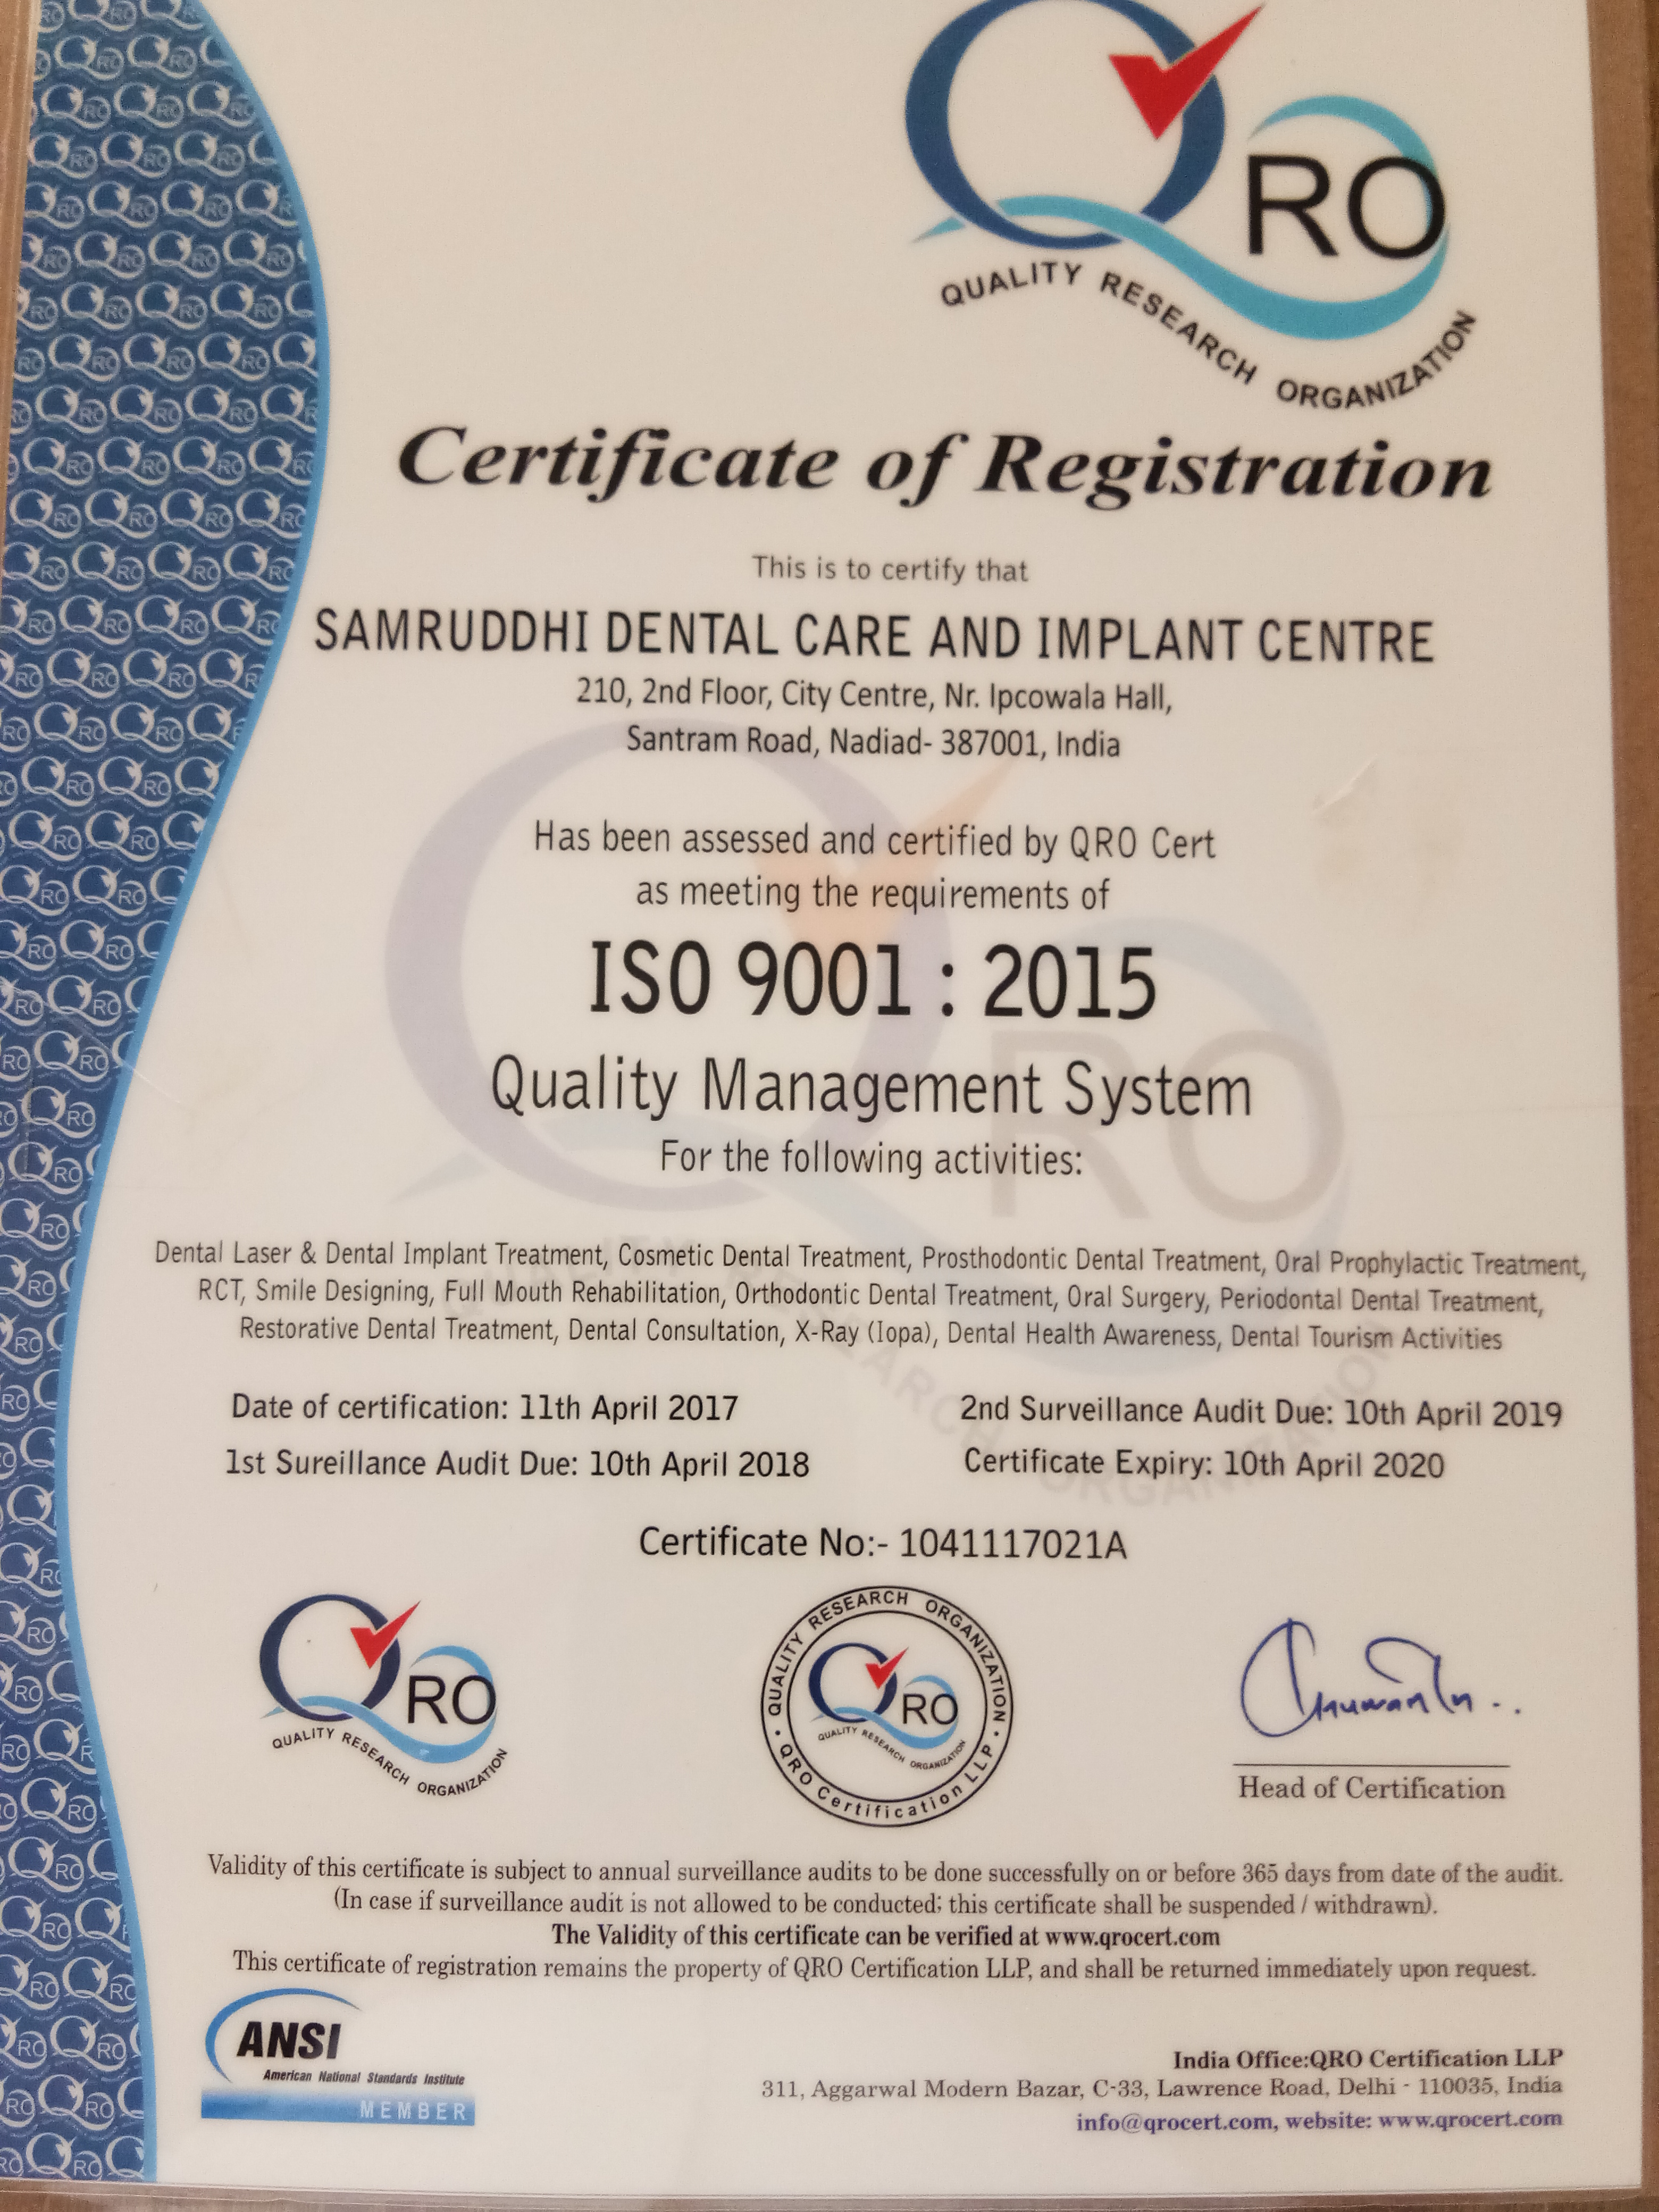 QRO
QUALITY RESEARCH ORGANIZATION
Certificate of Registration
This is to certify that
SAMRUDDHI DENTAL CARE AND IMPLANT CENTRE
210, 2nd Floor, City Centre, Nr. Ipcowala Hall,
Santram Road, Nadiad- 387001, India
Has been assessed and certified by QRO Cert
as meeting the requirements of
ISO 9001 : 2015
Quality Management System
For the following activities:
Dental Laser & Dental Implant Treatment, Cosmetic Dental Treatment, Prosthodontic Dental Treatment, Oral Prophylactic Treatment,
RCT, Smile Designing, Full Mouth Rehabilitation, Orthodontic Dental Treatment, Oral Surgery, Periodontal Dental Treatment,
Restorative Dental Treatment, Dental Consultation, X-Ray (Iopa), Dental Health Awareness, Dental Tourism Activities
Date of certification: 11th April 2017
2nd Surveillance Audit Due: 10th April 2019
1st Sureillance Audit Due: 10th April 2018
Certificate Expiry: 10th April 2020
Certificate No:- 1041117021A
QRO
QUALITY RESEARCH ORGANIZATION
QUALITY RESEARCH ORGANIZATION
QRO
QUALITY RESEARCH ORGANIZATION
QRO Certification LLP
Head of Certification
Validity of this certificate is subject to annual surveillance audits to be done successfully on or before 365 days from date of the audit.
(In case if surveillance audit is not allowed to be conducted; this certificate shall be suspended / withdrawn).
The Validity of this certificate can be verified at www.qrocert.com
This certificate of registration remains the property of QRO Certification LLP, and shall be returned immediately upon request.
ANSI
American National Standards Institute
MEMBER
India Office:QRO Certification LLP
311, Aggarwal Modern Bazar, C-33, Lawrence Road, Delhi - 110035, India
info@qrocert.com, website: www.qrocert.com